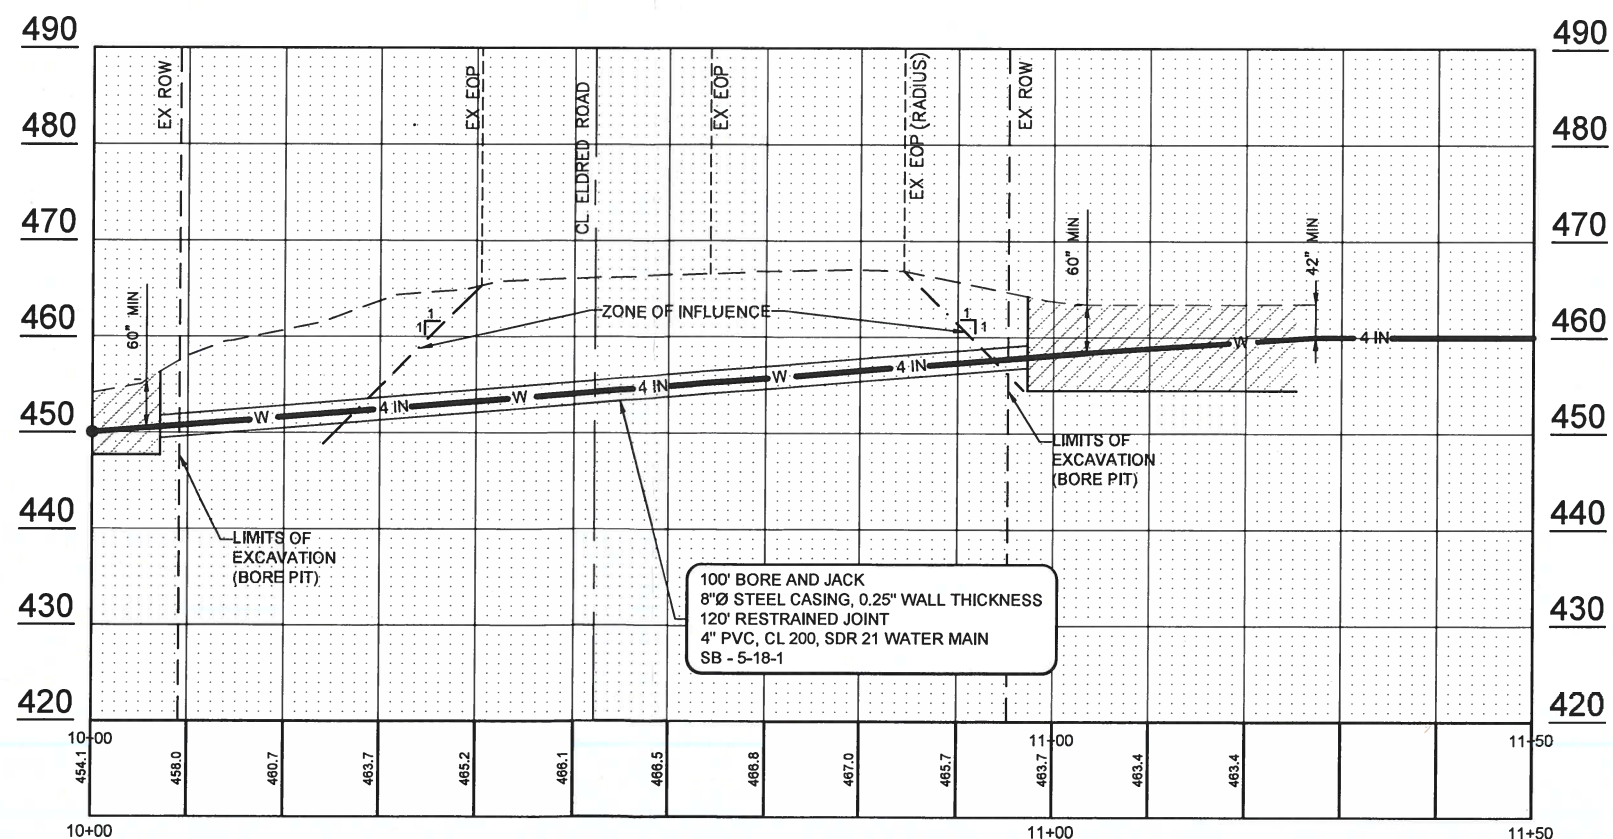 490
480
470
460
450
440
430
420
490
480
470
460
450
440
430
420
EX ROW
EX EOP
CL ELDRED ROAD
EX EOP
EX EOP (RADIUS)
EX ROW
60" MIN
60" MIN
42" MIN
1
1
ZONE OF INFLUENCE
1
1
W
4 IN
W
4 IN
W
4 IN
W
4 IN
LIMITS OF
EXCAVATION
(BORE PIT)
LIMITS OF
EXCAVATION
(BORE PIT)
100' BORE AND JACK
8"Ø STEEL CASING, 0.25" WALL THICKNESS
120' RESTRAINED JOINT
4" PVC, CL 200, SDR 21 WATER MAIN
SB - 5-18-1
10+00
11+00
11+50
454.1
458.0
460.7
463.7
465.2
466.1
466.5
466.8
467.0
465.7
463.7
463.4
463.4
10+00
11+00
11+50